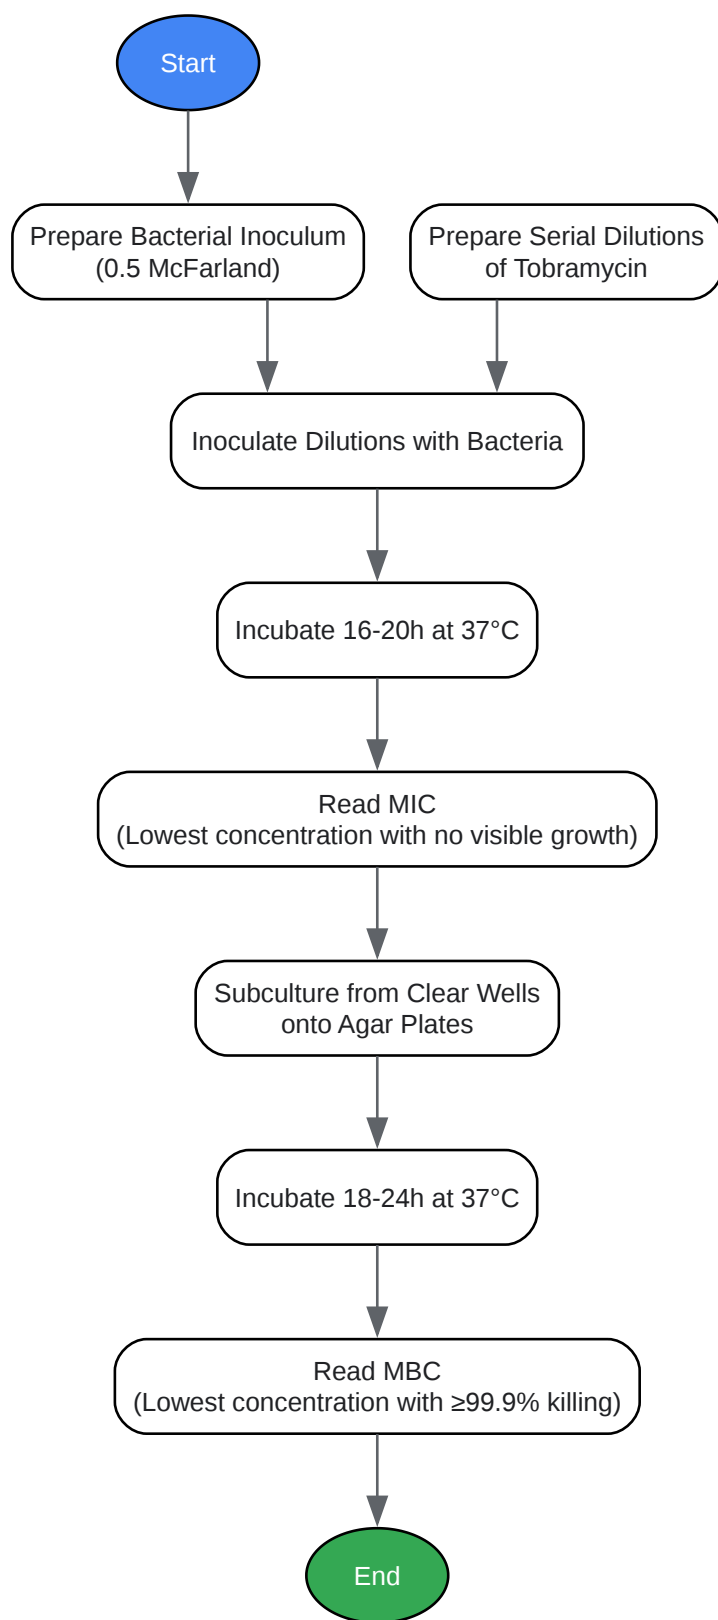 Start
Prepare Bacterial Inoculum
(0.5 McFarland)
Prepare Serial Dilutions
of Tobramycin
Inoculate Dilutions with Bacteria
Incubate 16-20h at 37°C
Read MIC
(Lowest concentration with no visible growth)
Subculture from Clear Wells
onto Agar Plates
Incubate 18-24h at 37°C
Read MBC
(Lowest concentration with ≥99.9% killing)
End